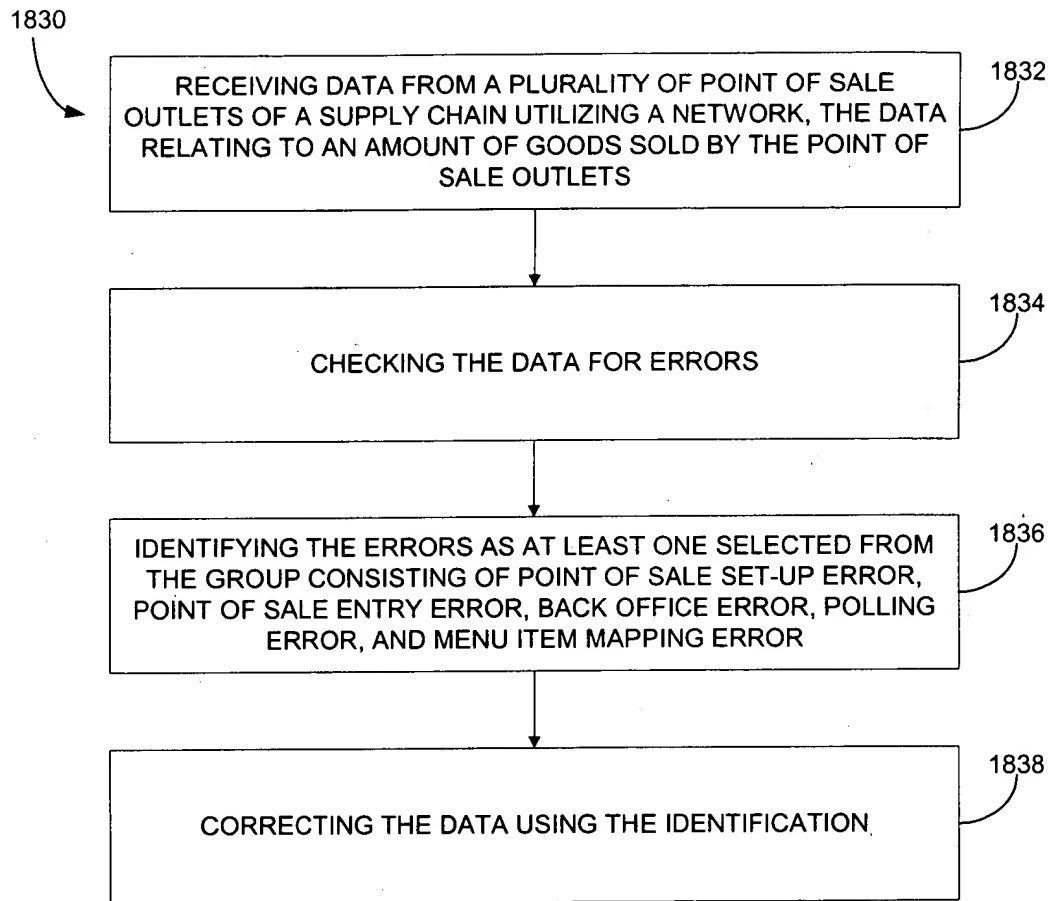 1830
RECEIVING DATA FROM A PLURALITY OF POINT OF SALE
OUTLETS OF A SUPPLY CHAIN UTILIZING A NETWORK, THE DATA
RELATING TO AN AMOUNT OF GOODS SOLD BY THE POINT OF
SALE OUTLETS
1832
CHECKING THE DATA FOR ERRORS
1834
IDENTIFYING THE ERRORS AS AT LEAST ONE SELECTED FROM
THE GROUP CONSISTING OF POINT OF SALE SET-UP ERROR,
POINT OF SALE ENTRY ERROR, BACK OFFICE ERROR, POLLING
ERROR, AND MENU ITEM MAPPING ERROR
1836
CORRECTING THE DATA USING THE IDENTIFICATION
1838